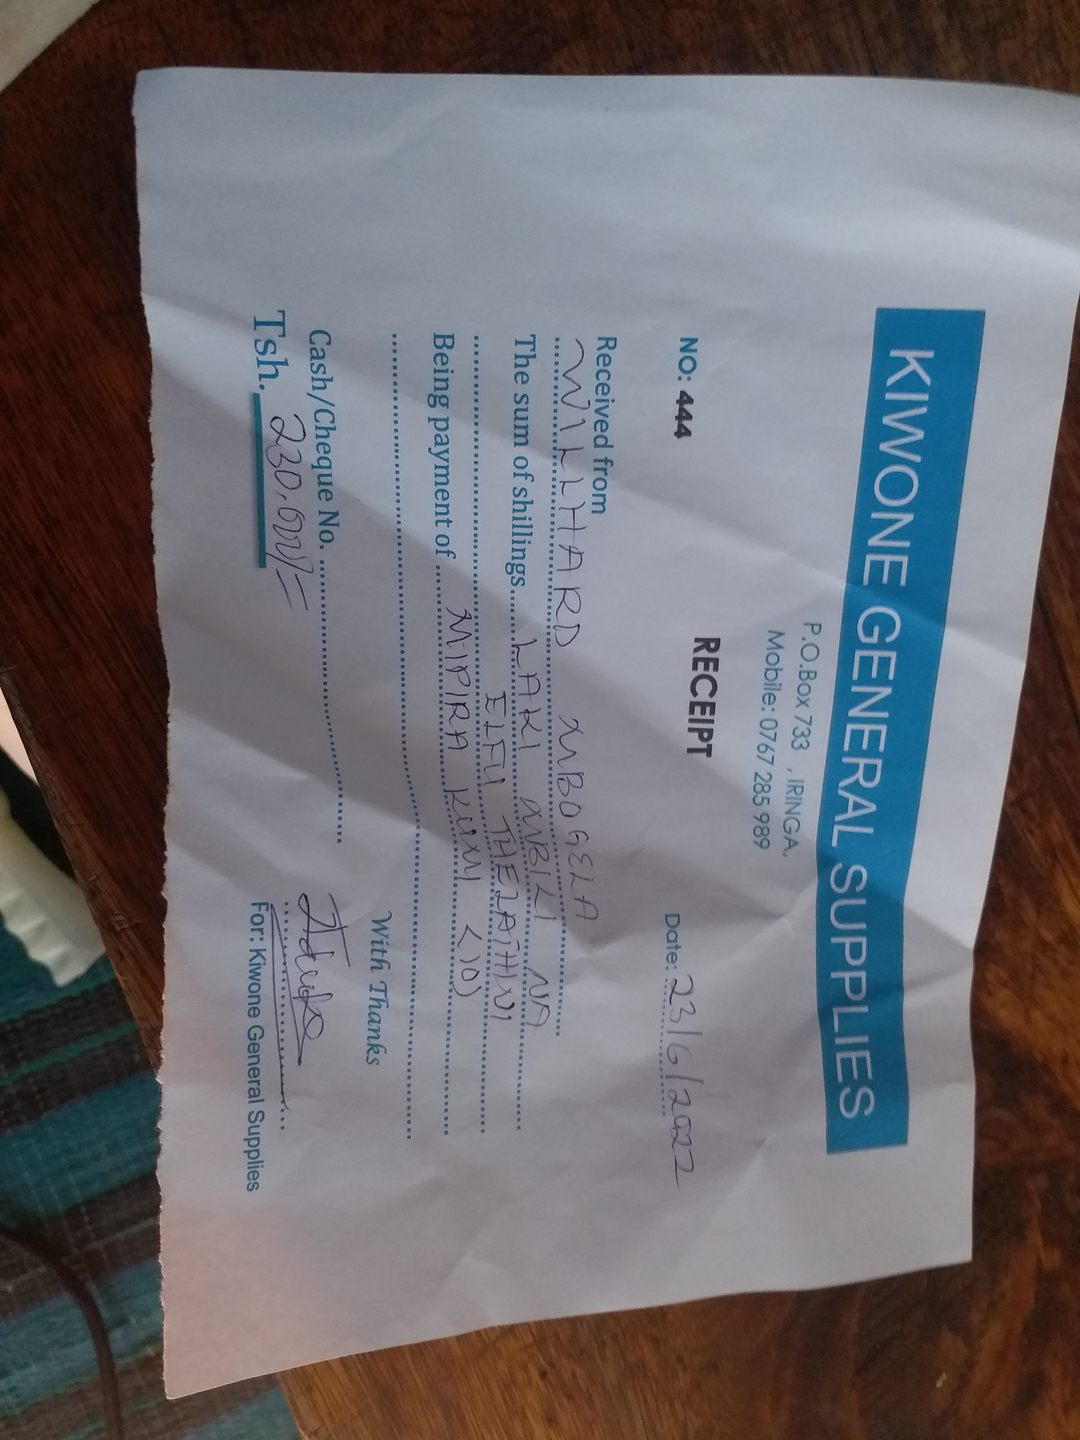 KIWONE GENERAL SUPPLIES
P.O.Box 733 , IRINGA,
Mobile: 0767 285 989
NO: 444 RECEIPT Date: 23/6/2022
Received from
WILLHARD MBOGELA
The sum of shillings LAKI MBILI NA
ELFU THELATHINI
Being payment of MIPIRA KUMI (10)
With Thanks
Cash/Cheque No.
Tsh. 230.000/=
For: Kiwone General Supplies